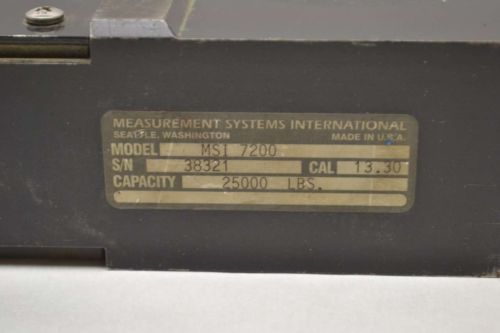 MEASUREMENT SYSTEMS INTERNATIONAL
SEATTLE, WASHINGTON MADE IN U.S.A.
MODEL MSI 7200
S/N 38321 CAL 13.30
CAPACITY 25000 LBS.